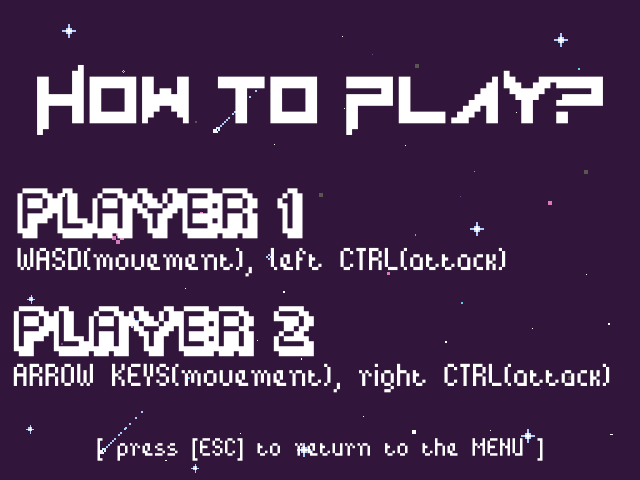 HOW TO PLAY?
PLAYER 1
WASD(movement), left CTRL(attack)
PLAYER 2
ARROW KEYS(movement), right CTRL(attack)
[ press [ESC] to return to the MENU ]